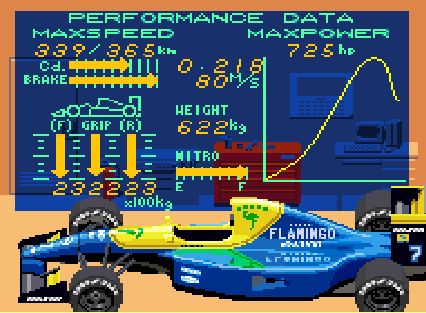 PERFORMANCE DATA
MAXSPEED MAXPOWER
339/365km 725hp
Cd. 0.218
BRAKE 80M/s
WEIGHT
(F) GRIP (R) 622kg
NITRO
E F
232223
x100kg
FLAMINGO
FLAMINGO
7